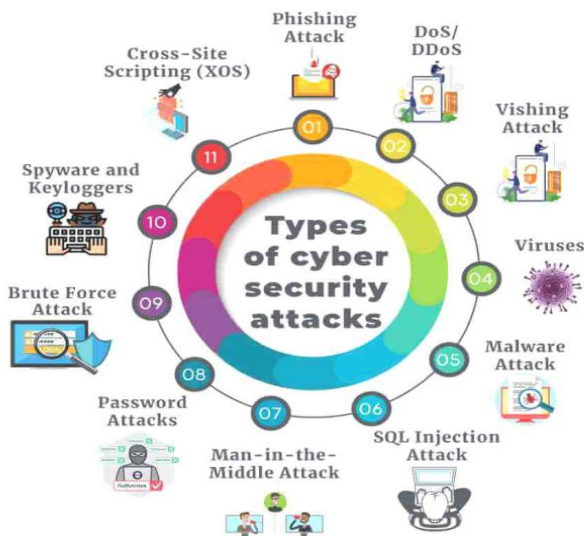 Phishing
Attack
DoS/
DDoS
Cross-Site
Scripting (XOS)
Vishing
Attack
Spyware and
Keyloggers
Viruses
Brute Force
Attack
Malware
Attack
Password
Attacks
SQL Injection
Attack
Man-in-the-
Middle Attack
01
02
03
04
05
06
07
08
09
10
11
Types
of cyber
security
attacks